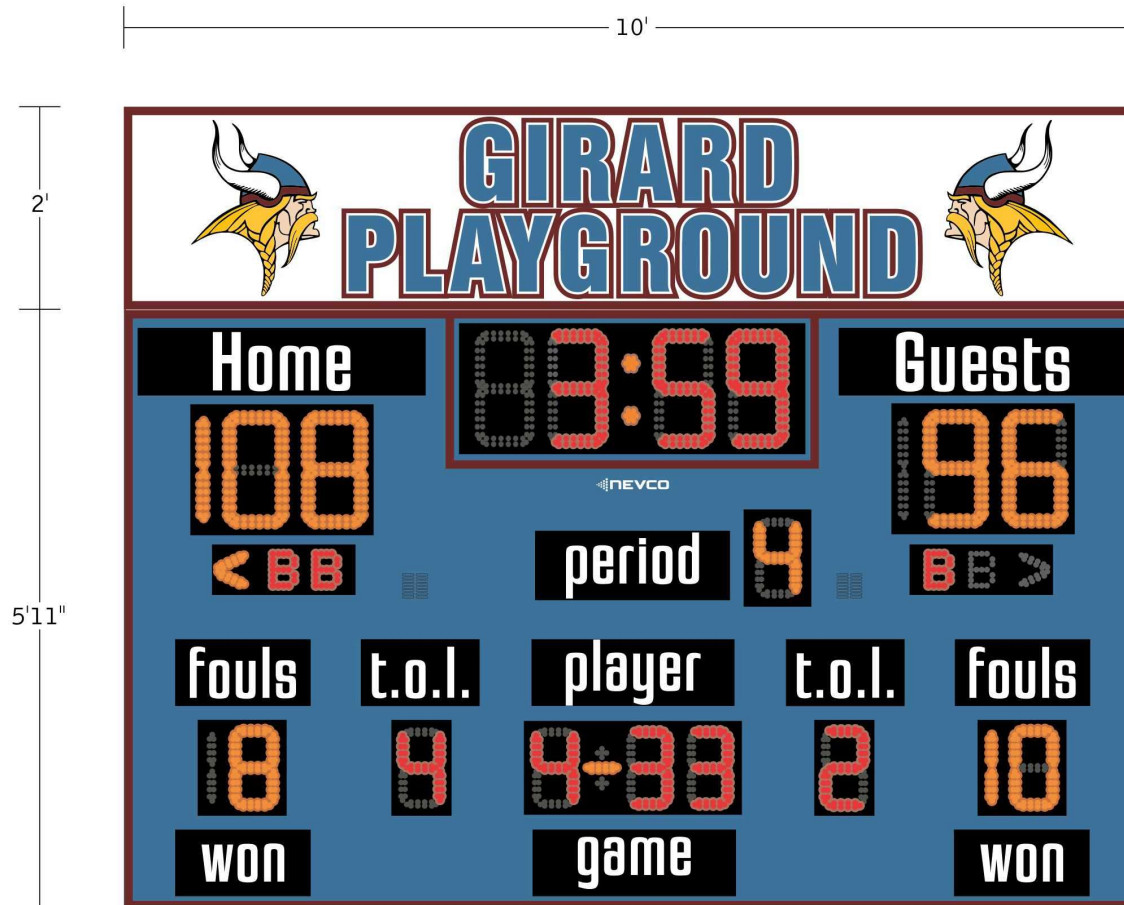 10'
2'
GIRARD
PLAYGROUND
5'11"
Home
3:59
Guests
108
96
NEVCO
< B B
period
4
B B >
fouls
t.o.l.
player
t.o.l.
fouls
8
4
4-33
2
10
won
game
won